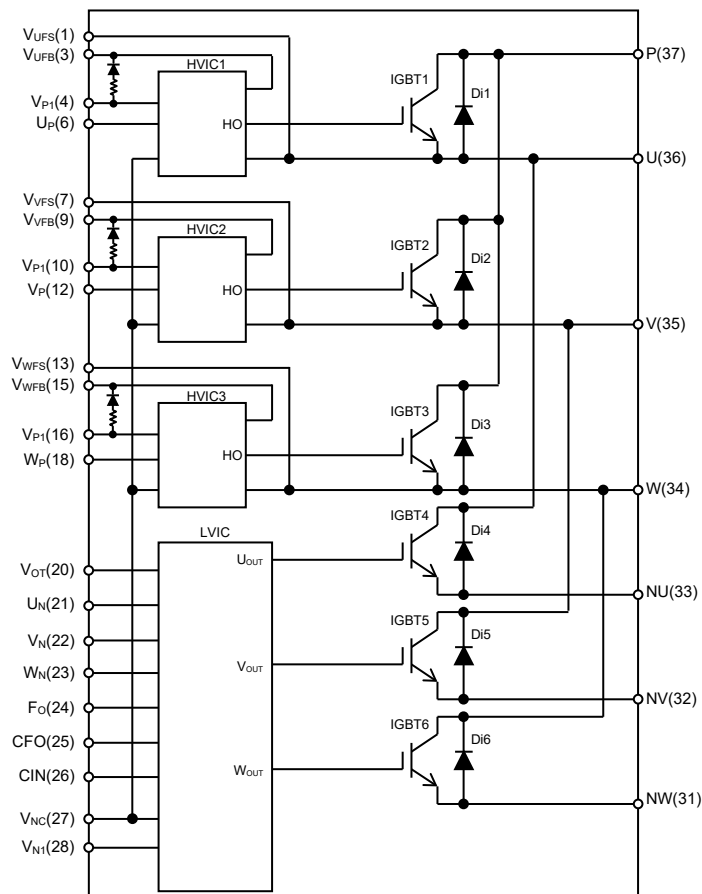 VUFS(1)
VUFB(3)
HVIC1
IGBT1
P(37)
Di1
VP1(4)
UP(6)
HO
U(36)
VVFS(7)
VVFB(9)
HVIC2
IGBT2
Di2
VP1(10)
VP(12)
HO
V(35)
VWFS(13)
VWFB(15)
HVIC3
IGBT3
Di3
VP1(16)
WP(18)
HO
W(34)
IGBT4
LVIC
Di4
UOUT
VOT(20)
NU(33)
UN(21)
IGBT5
VN(22)
Di5
VOUT
WN(23)
NV(32)
FO(24)
IGBT6
CFO(25)
Di6
WOUT
CIN(26)
NW(31)
VNC(27)
VN1(28)